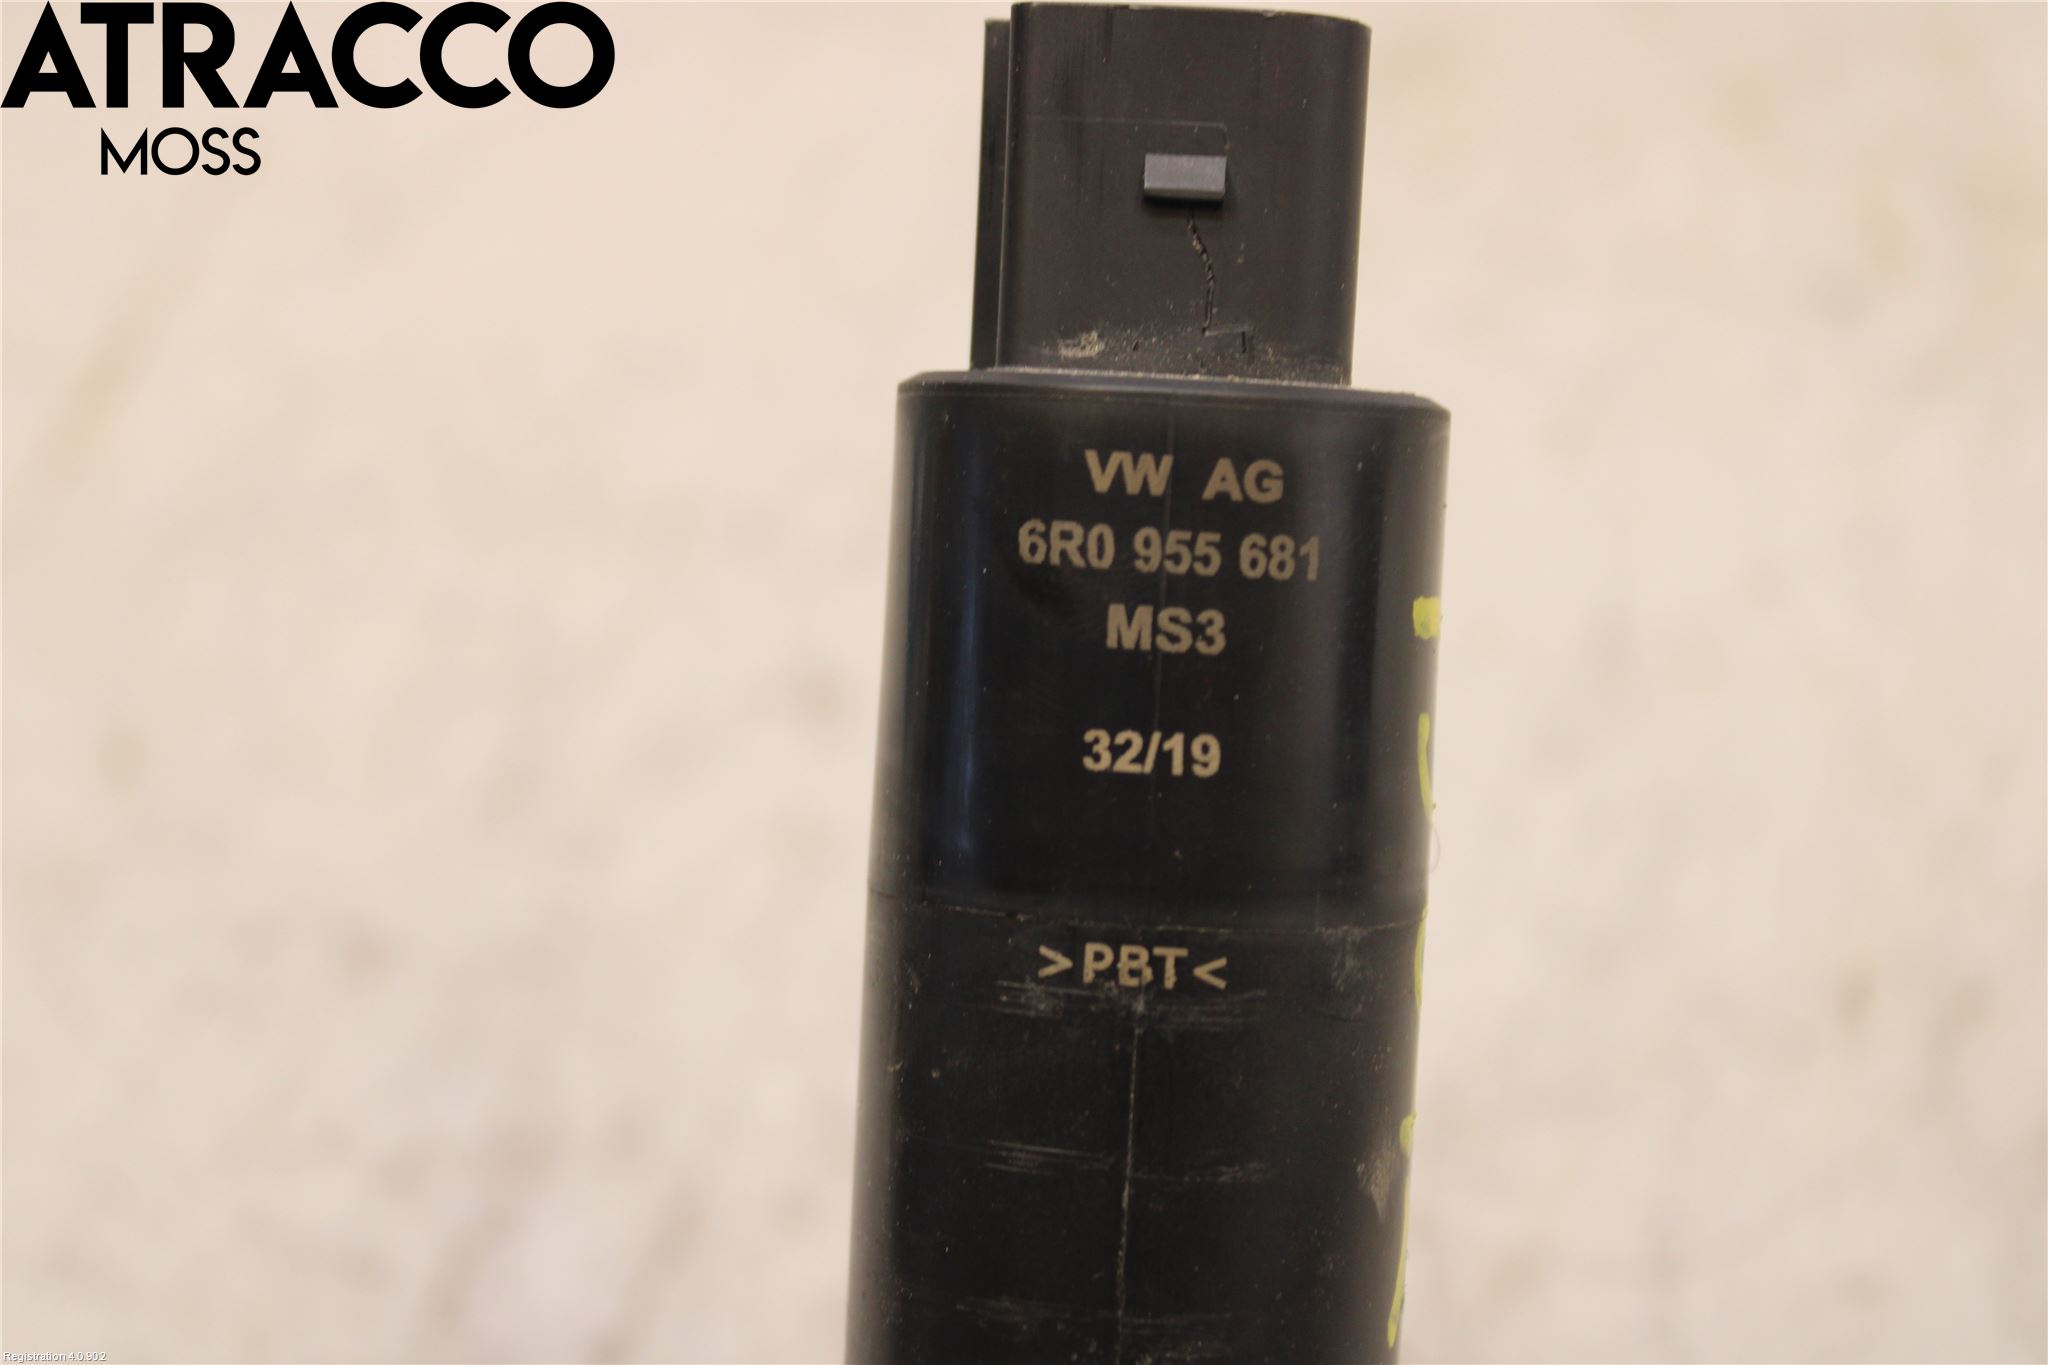 ATRACCO
MOSS
VW AG
6R0 955 681
MS3
32/19
>PBT<
Registration 4.0.902